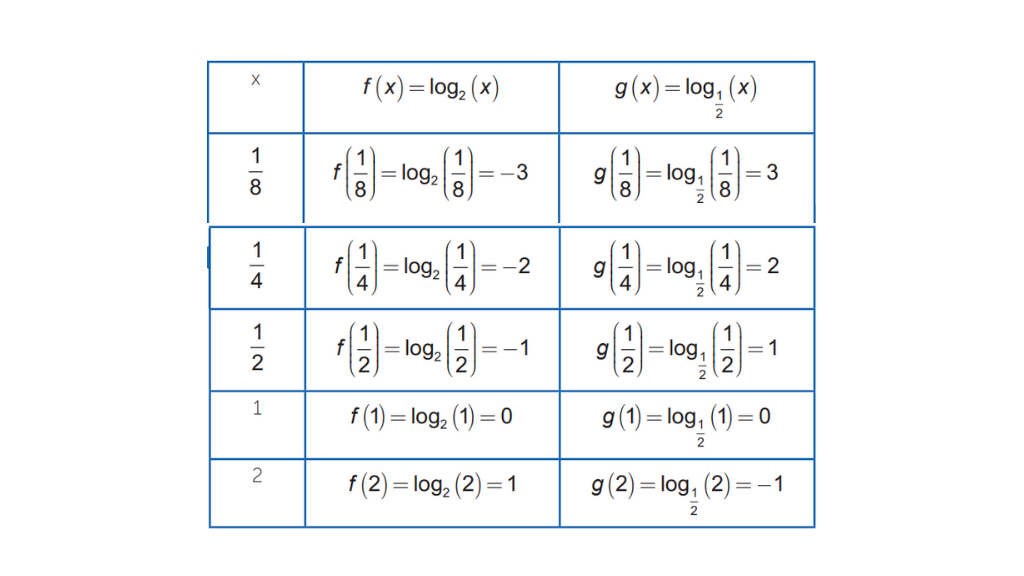 x f(x)=log₂(x) g(x)=log_{1/2}(x)
1/8 f(1/8)=log₂(1/8)=−3 g(1/8)=log_{1/2}(1/8)=3
1/4 f(1/4)=log₂(1/4)=−2 g(1/4)=log_{1/2}(1/4)=2
1/2 f(1/2)=log₂(1/2)=−1 g(1/2)=log_{1/2}(1/2)=1
1 f(1)=log₂(1)=0 g(1)=log_{1/2}(1)=0
2 f(2)=log₂(2)=1 g(2)=log_{1/2}(2)=−1